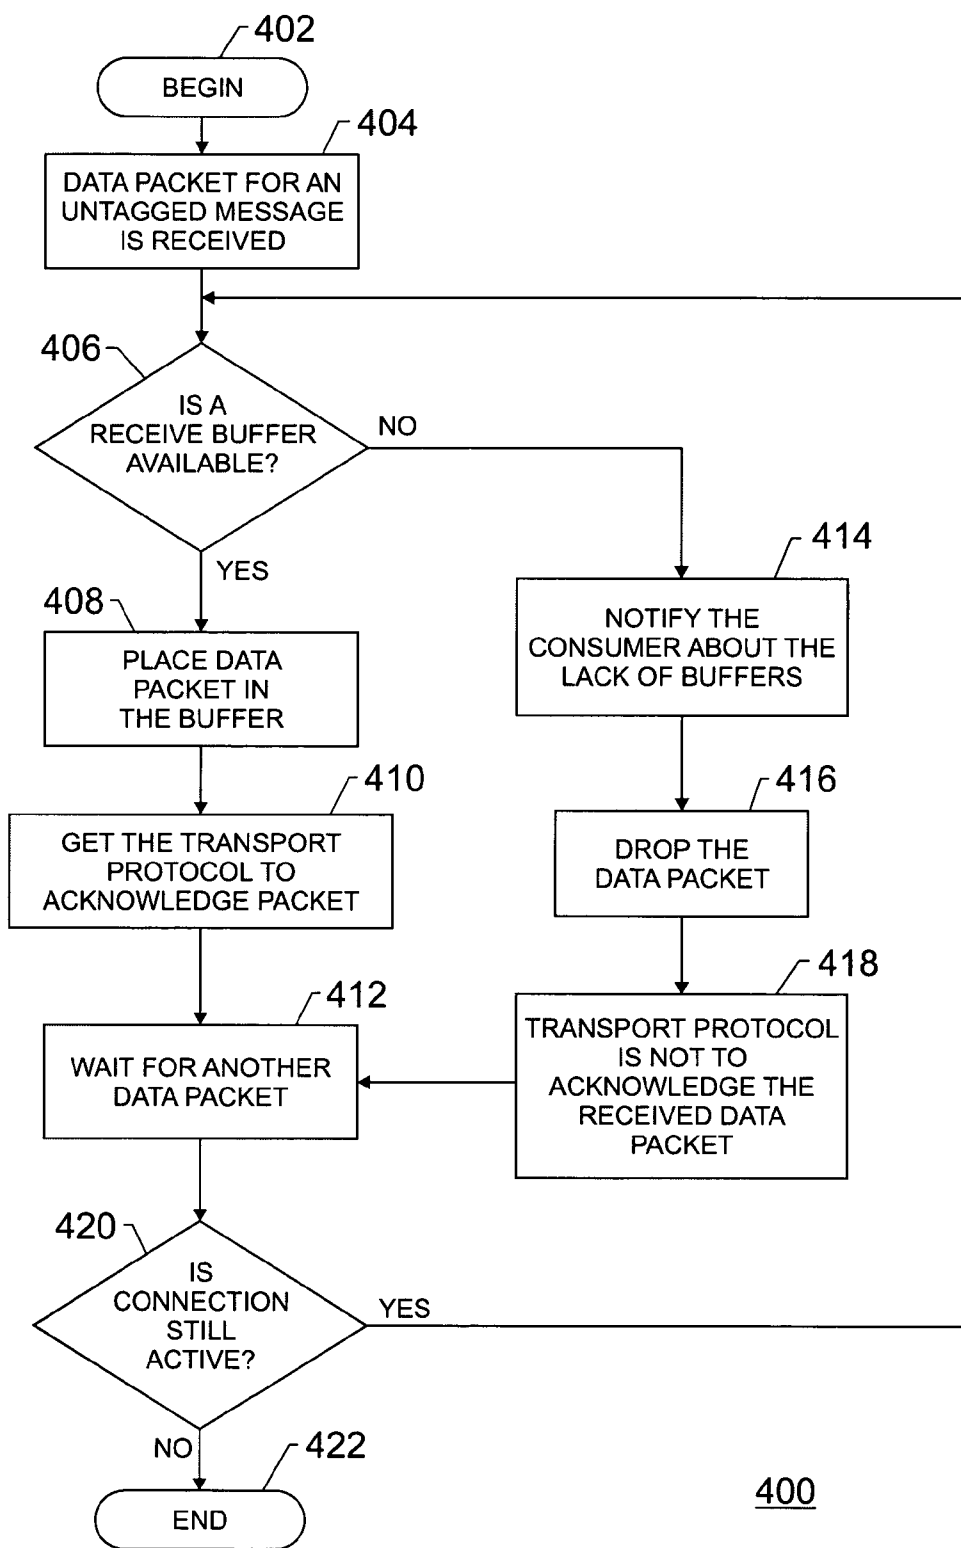 402
BEGIN
404
DATA PACKET FOR AN
UNTAGGED MESSAGE
IS RECEIVED
406
IS A
RECEIVE BUFFER
AVAILABLE?
NO
YES
408
PLACE DATA
PACKET IN
THE BUFFER
410
GET THE TRANSPORT
PROTOCOL TO
ACKNOWLEDGE PACKET
412
WAIT FOR ANOTHER
DATA PACKET
414
NOTIFY THE
CONSUMER ABOUT THE
LACK OF BUFFERS
416
DROP THE
DATA PACKET
418
TRANSPORT PROTOCOL
IS NOT TO
ACKNOWLEDGE THE
RECEIVED DATA
PACKET
420
IS
CONNECTION
STILL
ACTIVE?
YES
NO
422
END
400